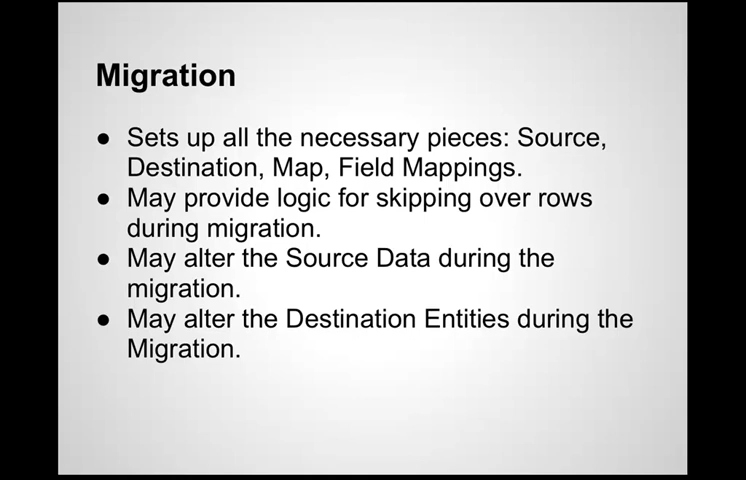 Migration
● Sets up all the necessary pieces: Source,
Destination, Map, Field Mappings.
● May provide logic for skipping over rows
during migration.
● May alter the Source Data during the
migration.
● May alter the Destination Entities during the
Migration.